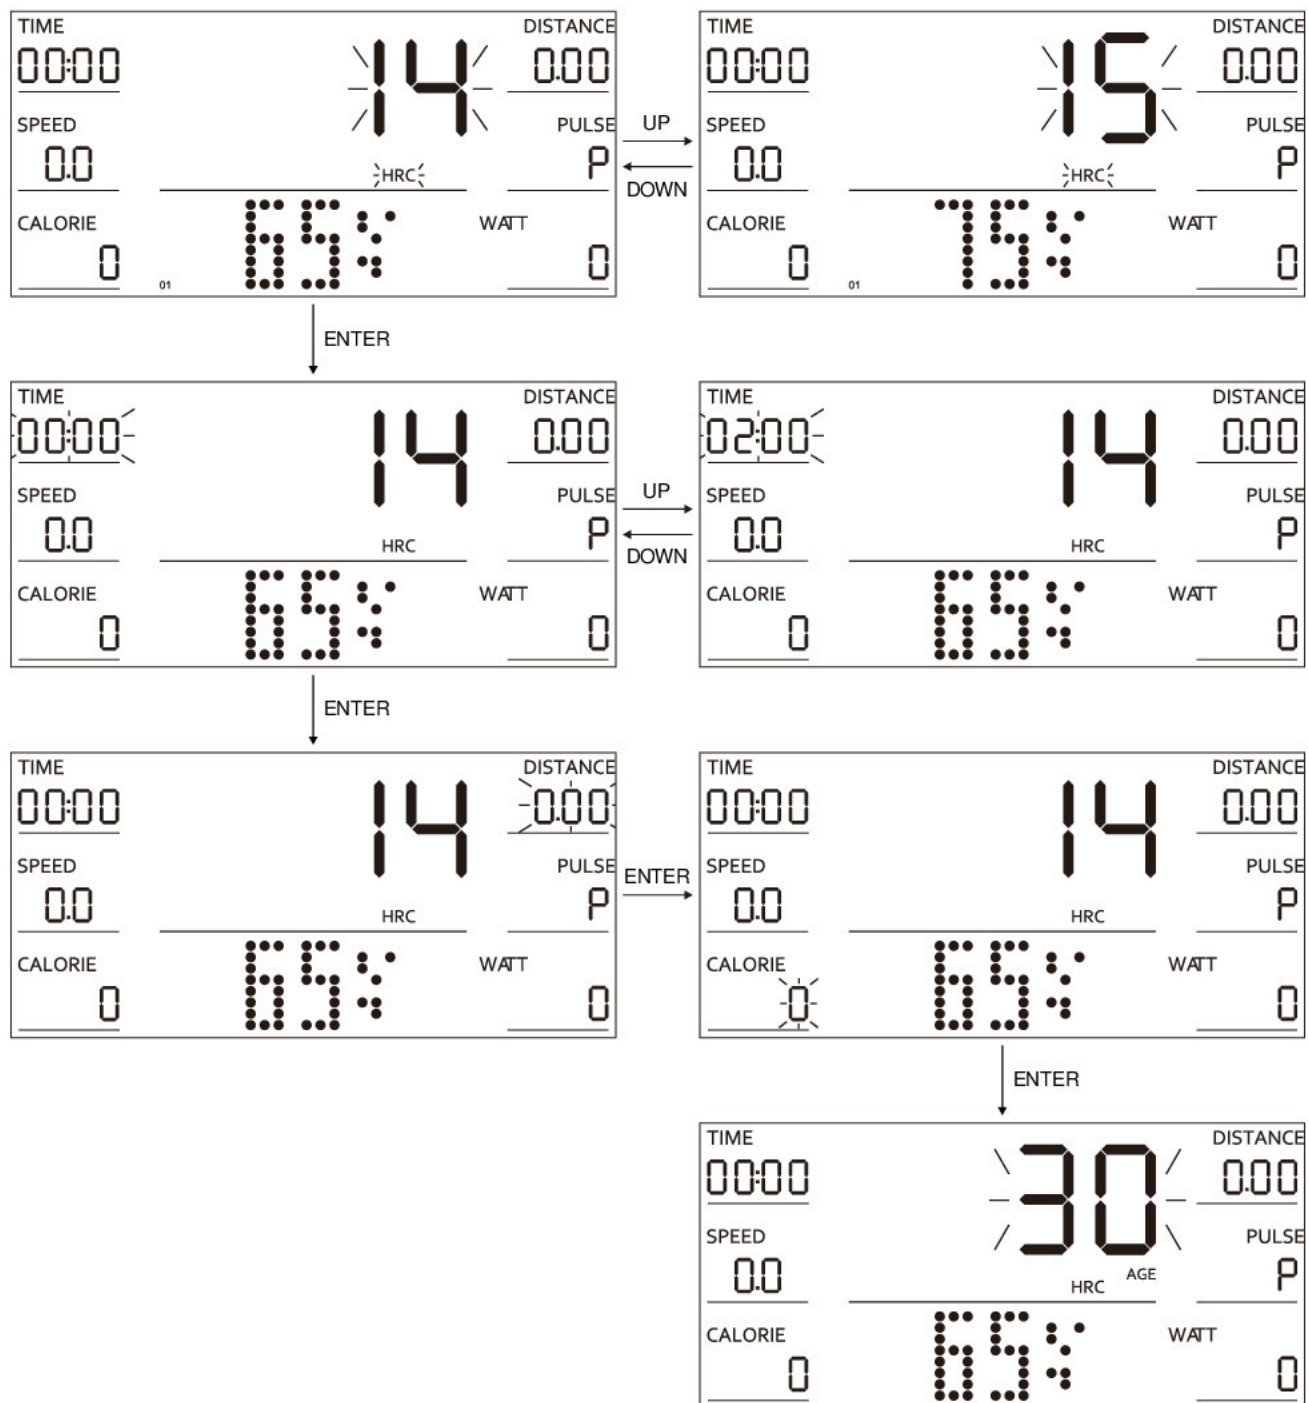 TIME DISTANCE TIME DISTANCE
00:00 14 0.00 00:00 15 0.00
SPEED PULSE UP SPEED PULSE
0.0 P 0.0 P
HRC DOWN HRC
CALORIE 65% WATT CALORIE 75% WATT
0 0 0 0
01 01
ENTER
TIME DISTANCE TIME DISTANCE
00:00 14 0.00 02:00 14 0.00
SPEED PULSE UP SPEED PULSE
0.0 P 0.0 P
HRC DOWN HRC
CALORIE 65% WATT CALORIE 65% WATT
0 0 0 0
ENTER
TIME DISTANCE TIME DISTANCE
00:00 14 0.00 00:00 14 0.00
SPEED PULSE ENTER SPEED PULSE
0.0 P 0.0 P
HRC HRC
CALORIE 65% WATT CALORIE 65% WATT
0 0 0 0
ENTER
TIME DISTANCE
00:00 30 0.00
SPEED PULSE
0.0 P
HRC AGE
CALORIE 65% WATT
0 0